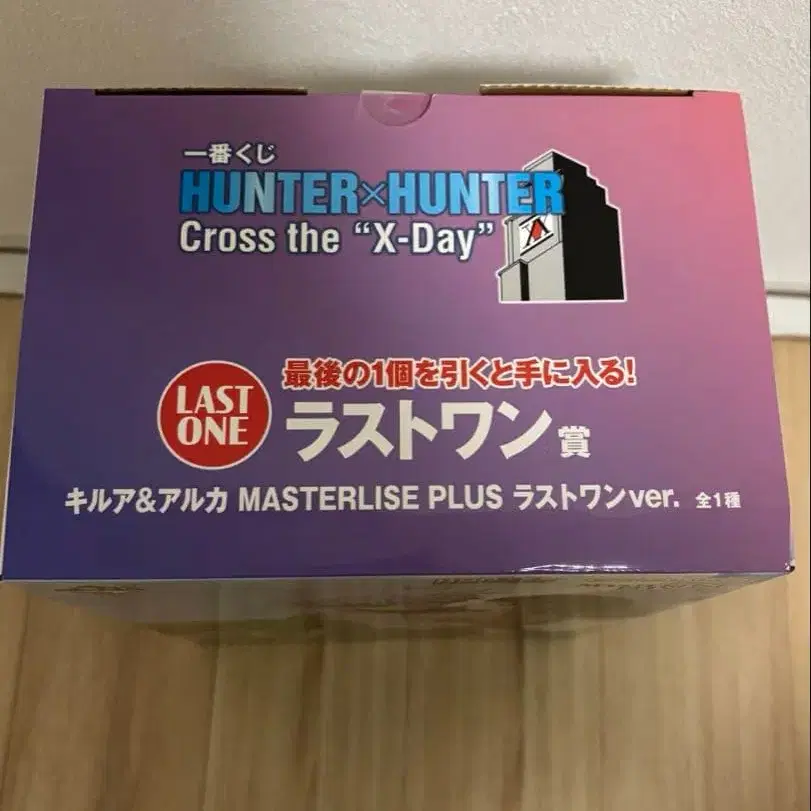 一番くじ
HUNTER×HUNTER
Cross the “X-Day”
LAST
ONE
最後の1個を引くと手に入る!
ラストワン賞
キルア&アルカ MASTERLISE PLUS ラストワンver. 全1種